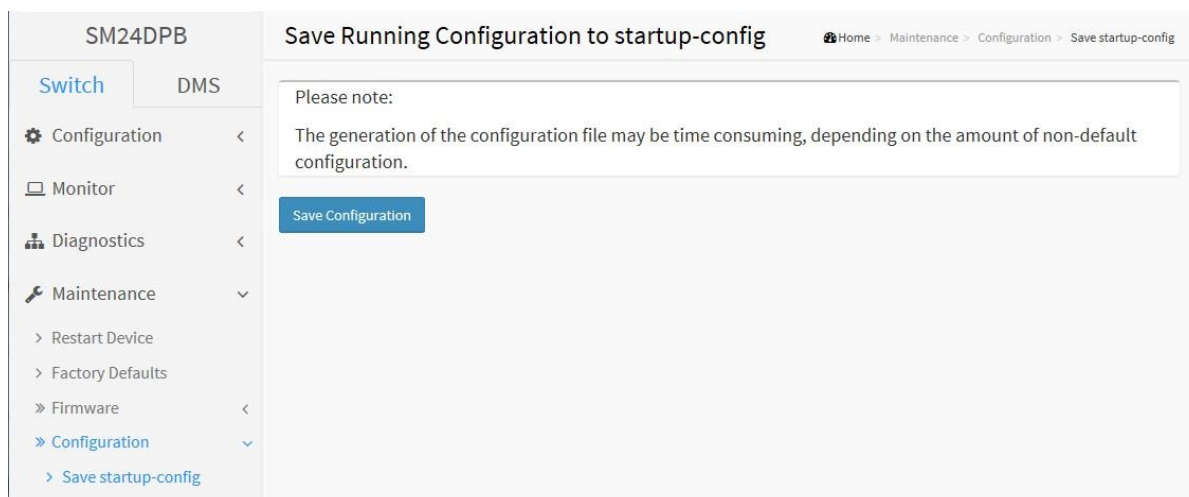 SM24DPB
Switch
DMS
Configuration
Monitor
Diagnostics
Maintenance
> Restart Device
> Factory Defaults
» Firmware
» Configuration
> Save startup-config
Save Running Configuration to startup-config
Home > Maintenance > Configuration > Save startup-config
Please note:
The generation of the configuration file may be time consuming, depending on the amount of non-default
configuration.
Save Configuration